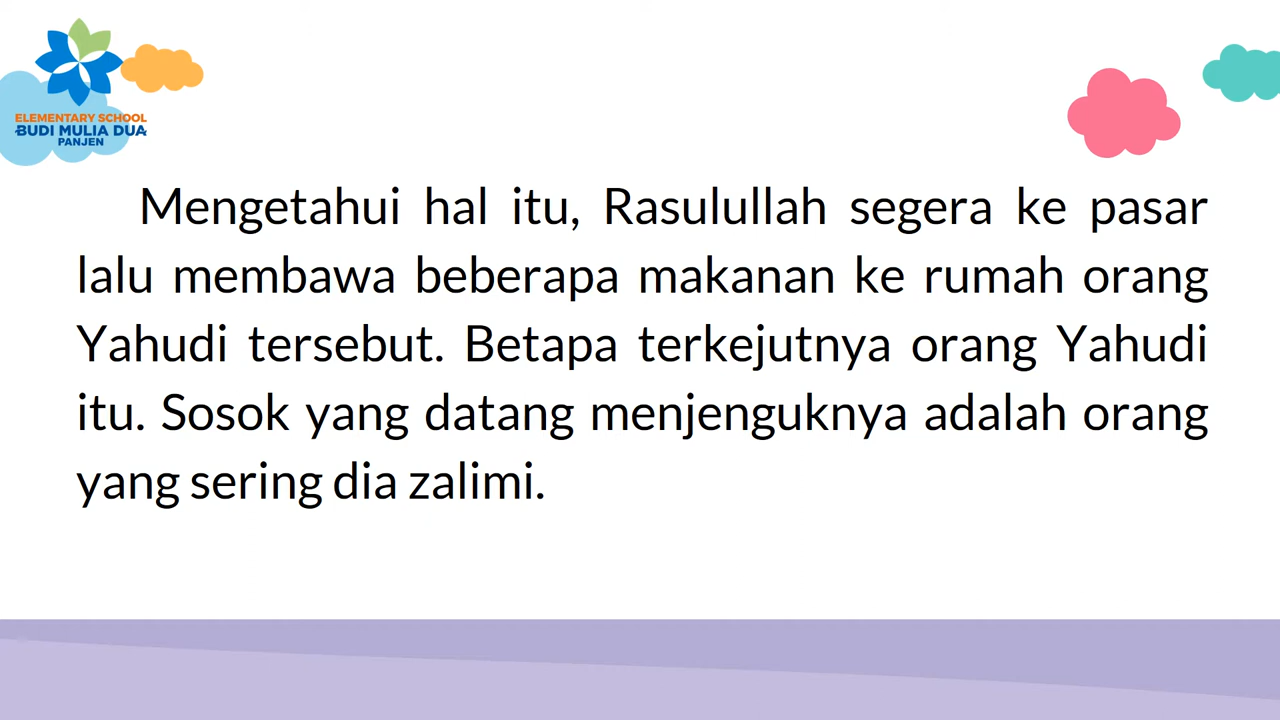 ELEMENTARY SCHOOL
BUDI MULIA DUA
PANJEN
Mengetahui hal itu, Rasulullah segera ke pasar
lalu membawa beberapa makanan ke rumah orang
Yahudi tersebut. Betapa terkejutnya orang Yahudi
itu. Sosok yang datang menjenguknya adalah orang
yang sering dia zalimi.